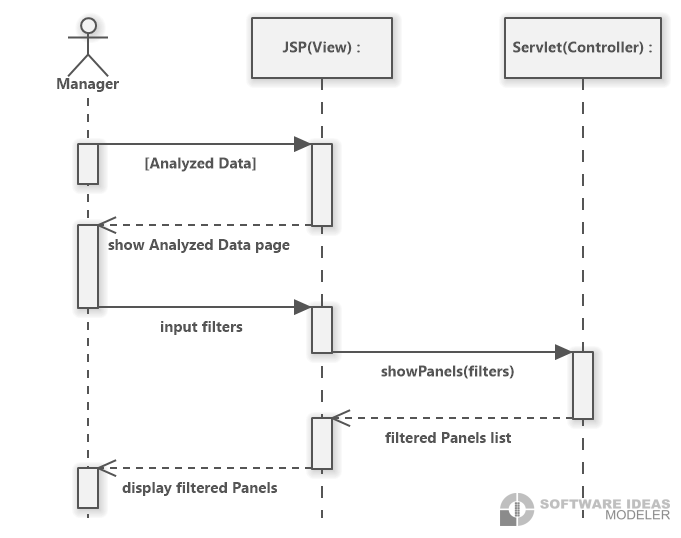 JSP(View) :
Servlet(Controller) :
Manager
[Analyzed Data]
show Analyzed Data page
input filters
showPanels(filters)
filtered Panels list
display filtered Panels
SOFTWARE IDEAS
MODELER